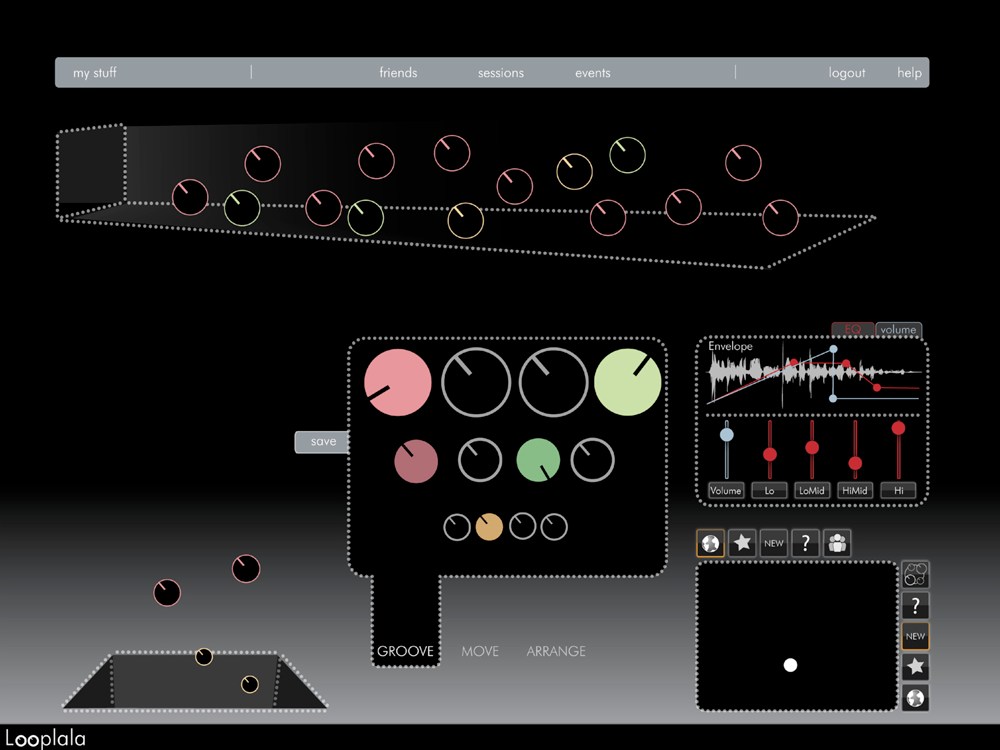 my stuff | friends sessions events | logout help
EQ volume
Envelope
save
Volume Lo LoMid HiMid Hi
NEW ?
?
NEW
GROOVE MOVE ARRANGE
Looplala